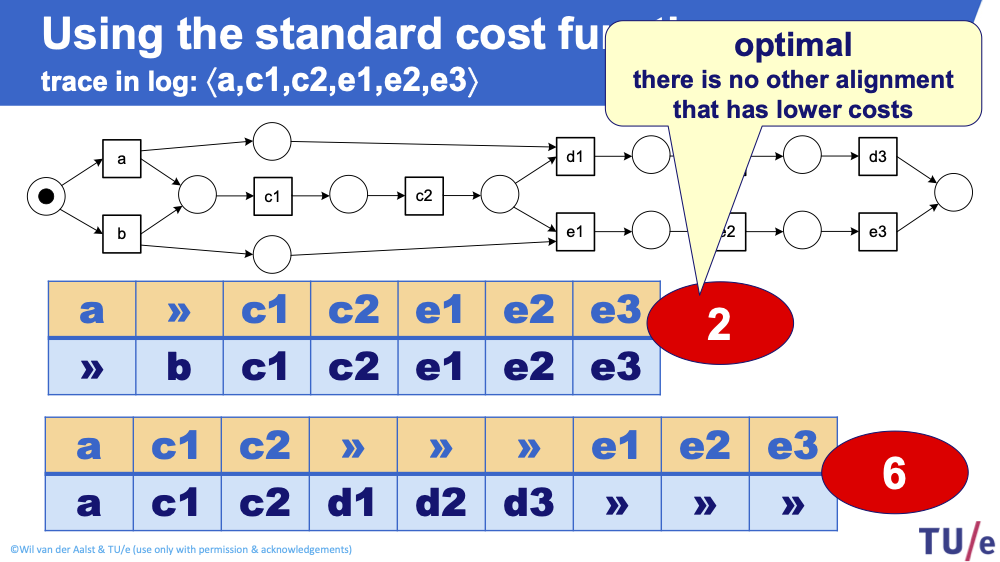 Using the standard cost functi
trace in log: ⟨a,c1,c2,e1,e2,e3⟩
optimal
there is no other alignment
that has lower costs
a
d1
d3
c1
c2
b
e1
e2
e3
a » c1 c2 e1 e2 e3
» b c1 c2 e1 e2 e3
2
a c1 c2 » » » e1 e2 e3
a c1 c2 d1 d2 d3 » » »
6
©Wil van der Aalst & TU/e (use only with permission & acknowledgements)
TU/e